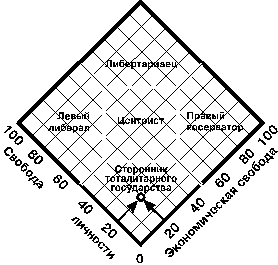 Либертарианец
Левый
либерал
Центрист
Правый
консерватор
Сторонник
тоталитарного
государства
100
60
60
40
20
0
20
40
60
80
100
Свобода
личности
Экономическая свобода